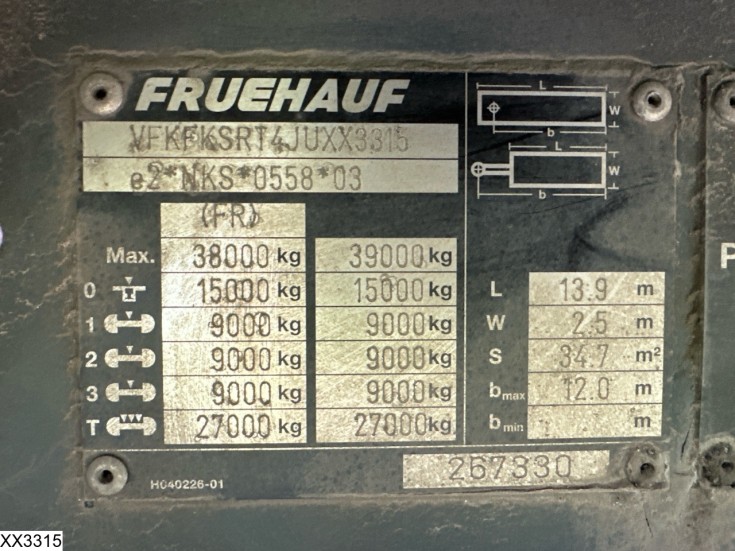 FRUEHAUF
VFKFKSRT4JUXX3315
e2*NKS*0558*03
(FR)
Max. 38000 kg 39000 kg
0 15000 kg 15000 kg
1 9000 kg 9000 kg
2 9000 kg 9000 kg
3 9000 kg 9000 kg
T 27000 kg 27000 kg
L
W
b
L
W
b
L 13.9 m
W 2.5 m
S 34.7 m²
bmax 12.0 m
bmin m
P
H040226-01
267330
XX3315